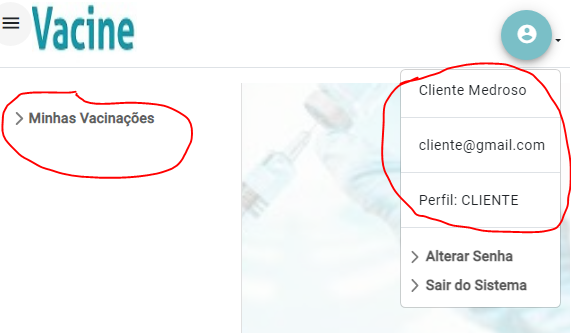 Vacine
Minhas Vacinações
Cliente Medroso
cliente@gmail.com
Perfil: CLIENTE
Alterar Senha
Sair do Sistema